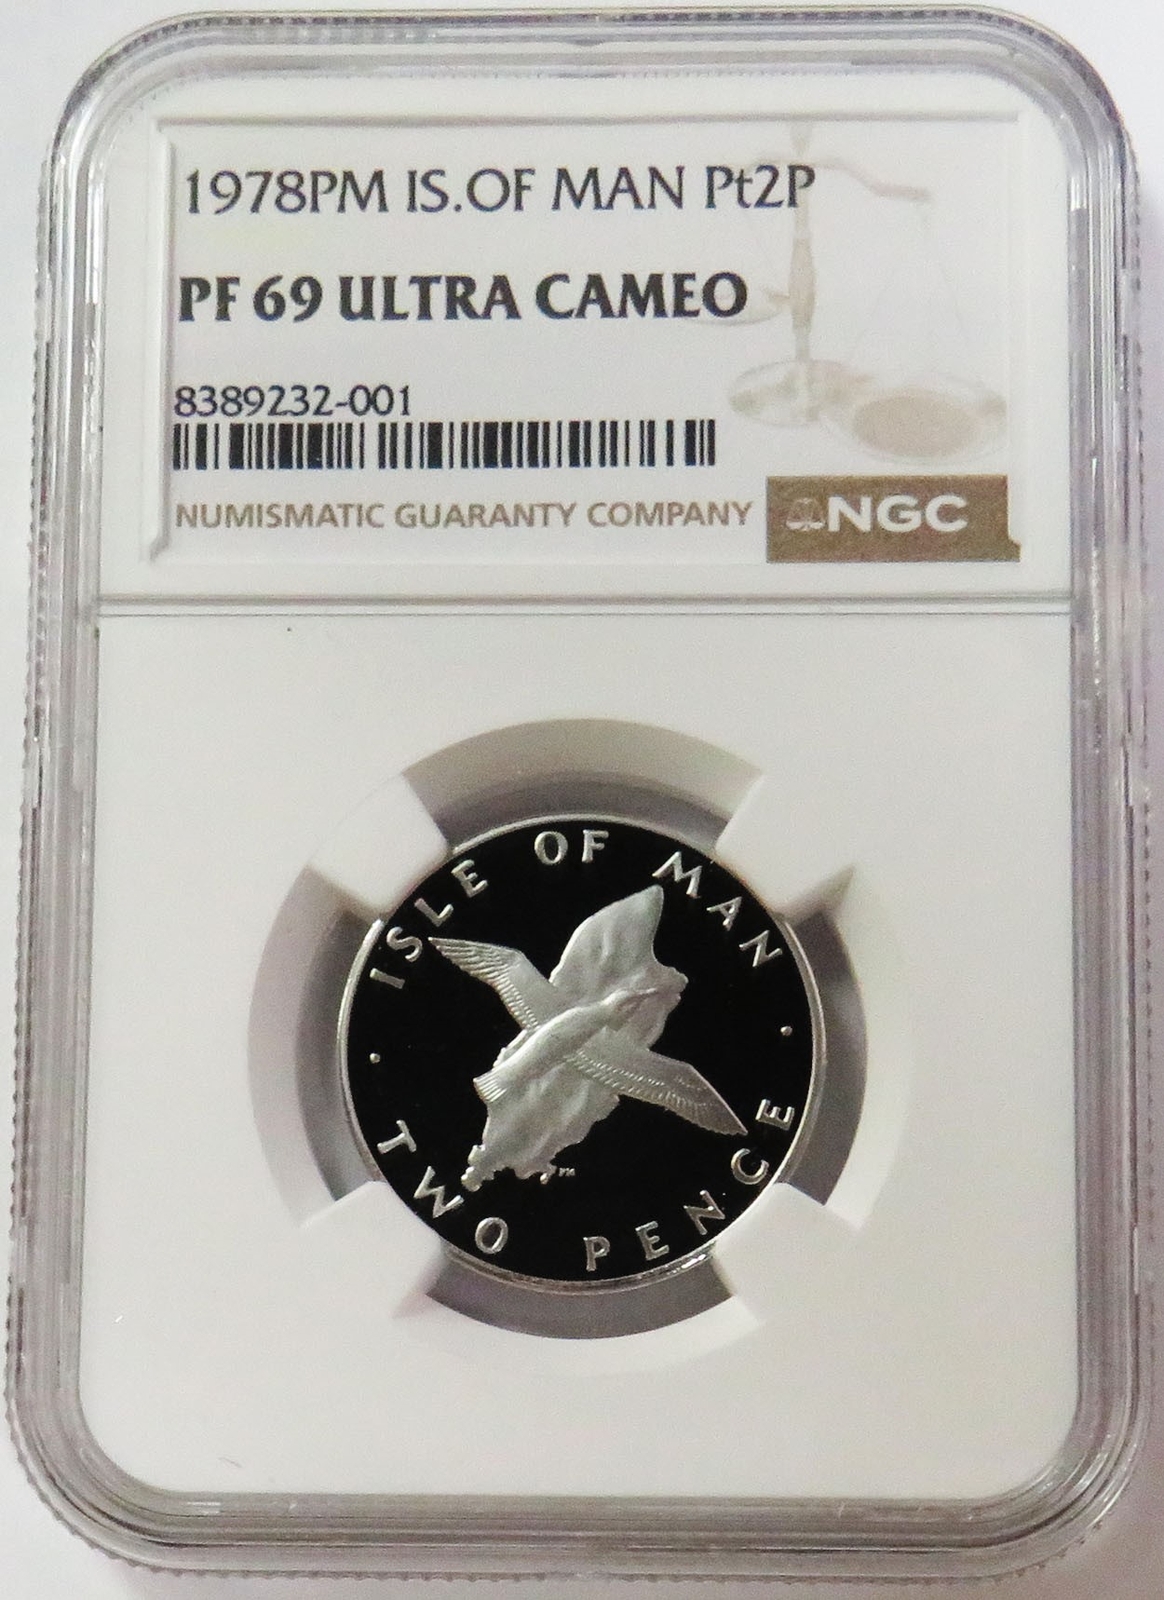 1978PM IS.OF MAN Pt2P
PF 69 ULTRA CAMEO
8389232-001
NUMISMATIC GUARANTY COMPANY
NGC
ISLE OF MAN
PM
· TWO PENCE ·